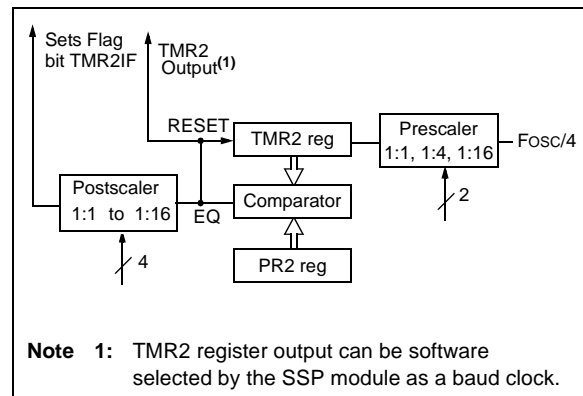 Sets Flag
bit TMR2IF
TMR2
Output(1)
RESET
TMR2 reg
Prescaler
1:1, 1:4, 1:16
FOSC/4
2
Postscaler
1:1 to 1:16
EQ
Comparator
4
PR2 reg
Note 1: TMR2 register output can be software
selected by the SSP module as a baud clock.